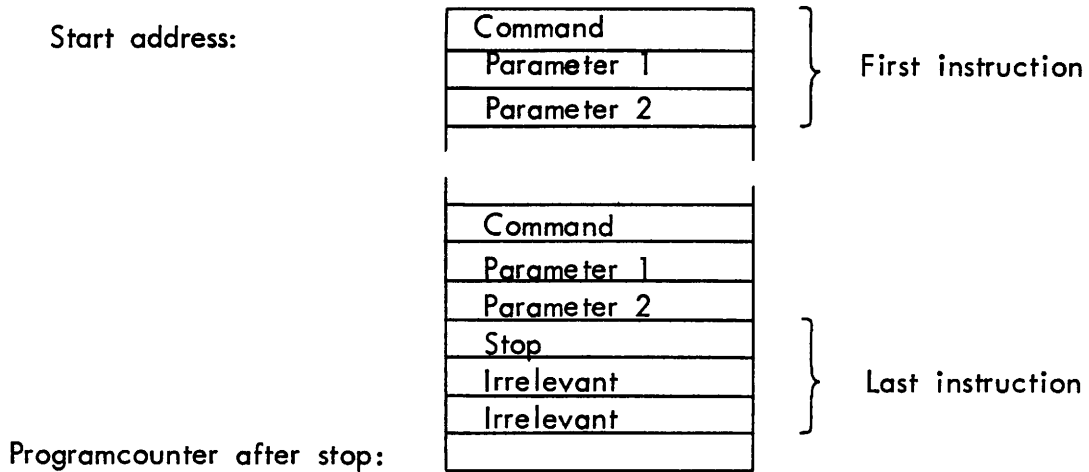 Start address:
Command
Parameter 1
Parameter 2
First instruction
Command
Parameter 1
Parameter 2
Stop
Irrelevant
Irrelevant
Last instruction
Programcounter after stop: